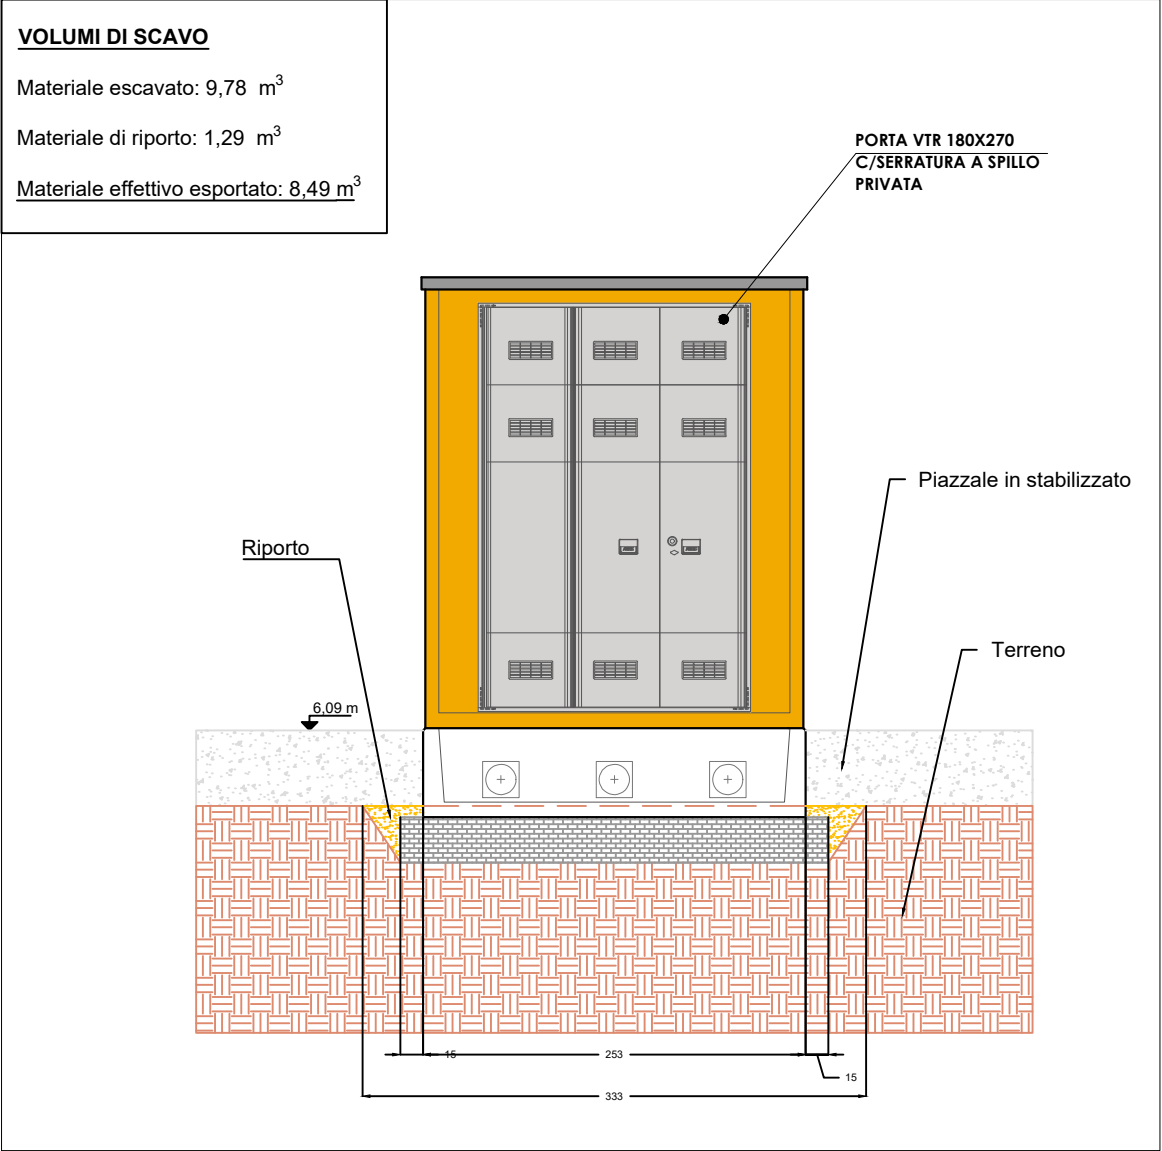 VOLUMI DI SCAVO
Materiale escavato: 9,78 m³
Materiale di riporto: 1,29 m³
Materiale effettivo esportato: 8,49 m³
PORTA VTR 180X270
C/SERRATURA A SPILLO
PRIVATA
Piazzale in stabilizzato
Riporto
Terreno
6,09 m
15
253
15
333